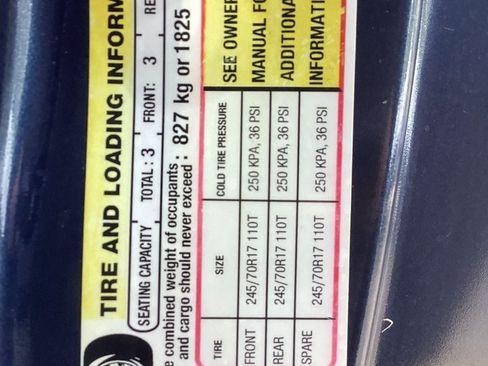 TIRE AND LOADING INFORM
SEATING CAPACITY TOTAL: 3 FRONT: 3 RE
e combined weight of occupants
and cargo should never exceed: 827 kg or 1825
TIRE SIZE COLD TIRE PRESSURE SEE OWNER
FRONT 245/70R17 110T 250 KPA, 36 PSI MANUAL FO
REAR 245/70R17 110T 250 KPA, 36 PSI ADDITIONA
SPARE 245/70R17 110T 250 KPA, 36 PSI INFORMATI